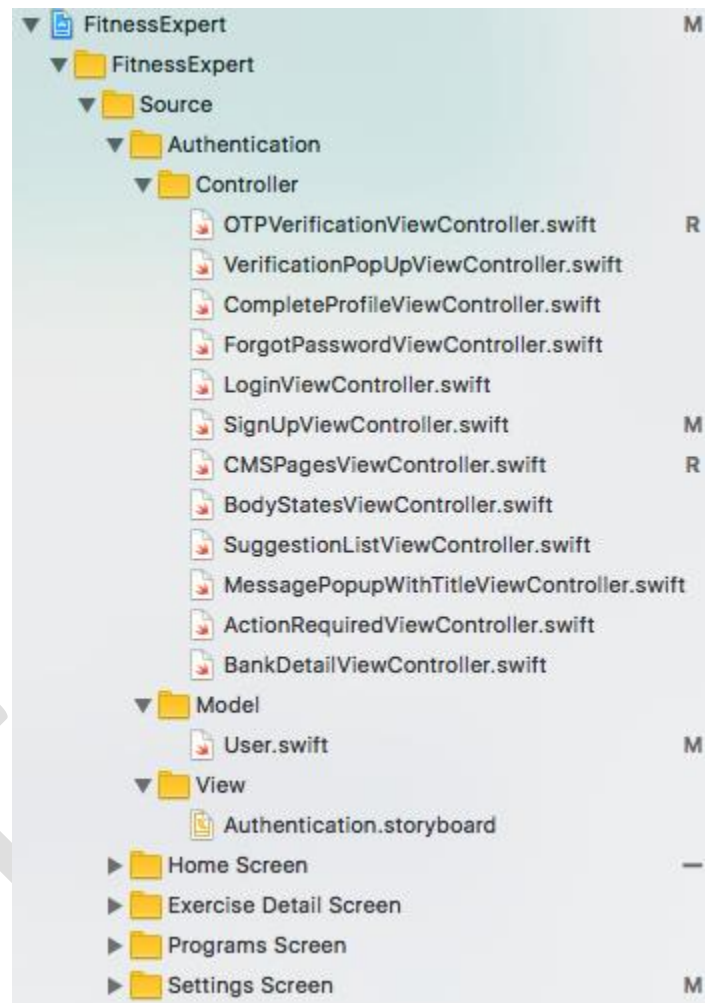 FitnessExpert M
FitnessExpert
Source
Authentication
Controller
OTPVerificationViewController.swift R
VerificationPopUpViewController.swift
CompleteProfileViewController.swift
ForgotPasswordViewController.swift
LoginViewController.swift
SignUpViewController.swift M
CMSPagesViewController.swift R
BodyStatesViewController.swift
SuggestionListViewController.swift
MessagePopupWithTitleViewController.swift
ActionRequiredViewController.swift
BankDetailViewController.swift
Model
User.swift M
View
Authentication.storyboard
Home Screen —
Exercise Detail Screen
Programs Screen
Settings Screen M